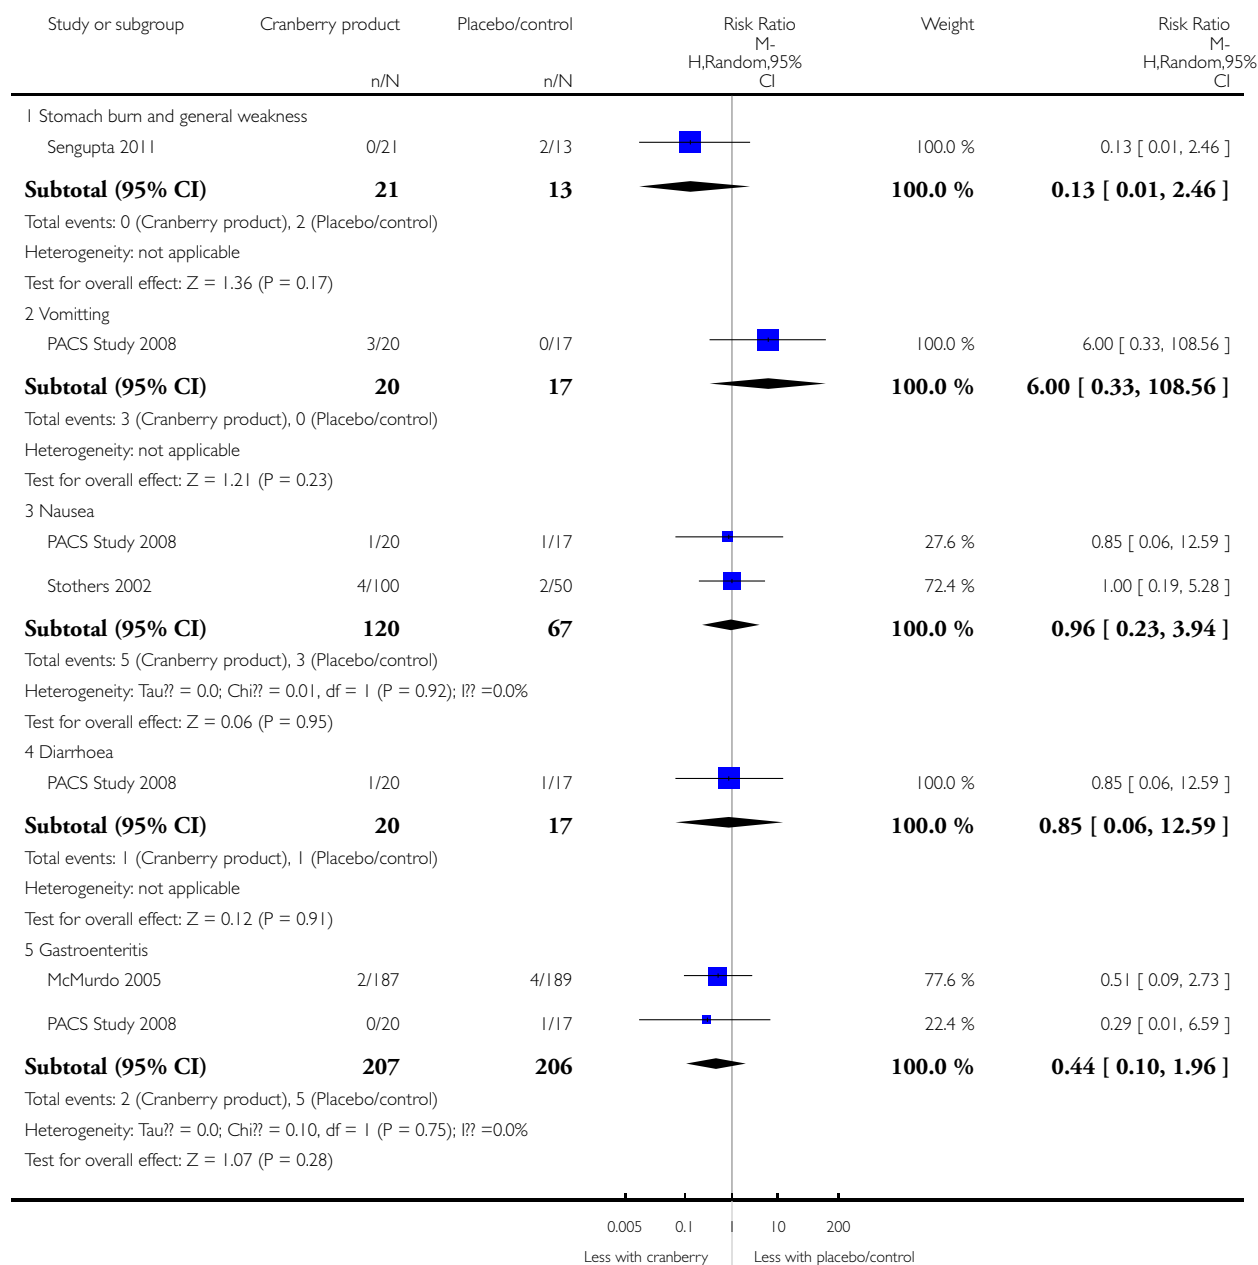 Study or subgroup Cranberry product Placebo/control Risk Ratio Weight Risk Ratio
M-
H,Random,95%
CI
M-
H,Random,95%
CI
n/N n/N
1 Stomach burn and general weakness
Sengupta 2011 0/21 2/13 100.0 % 0.13 [ 0.01, 2.46 ]
Subtotal (95% CI) 21 13 100.0 % 0.13 [ 0.01, 2.46 ]
Total events: 0 (Cranberry product), 2 (Placebo/control)
Heterogeneity: not applicable
Test for overall effect: Z = 1.36 (P = 0.17)
2 Vomitting
PACS Study 2008 3/20 0/17 100.0 % 6.00 [ 0.33, 108.56 ]
Subtotal (95% CI) 20 17 100.0 % 6.00 [ 0.33, 108.56 ]
Total events: 3 (Cranberry product), 0 (Placebo/control)
Heterogeneity: not applicable
Test for overall effect: Z = 1.21 (P = 0.23)
3 Nausea
PACS Study 2008 1/20 1/17 27.6 % 0.85 [ 0.06, 12.59 ]
Stothers 2002 4/100 2/50 72.4 % 1.00 [ 0.19, 5.28 ]
Subtotal (95% CI) 120 67 100.0 % 0.96 [ 0.23, 3.94 ]
Total events: 5 (Cranberry product), 3 (Placebo/control)
Heterogeneity: Tau?? = 0.0; Chi?? = 0.01, df = 1 (P = 0.92); I?? =0.0%
Test for overall effect: Z = 0.06 (P = 0.95)
4 Diarrhoea
PACS Study 2008 1/20 1/17 100.0 % 0.85 [ 0.06, 12.59 ]
Subtotal (95% CI) 20 17 100.0 % 0.85 [ 0.06, 12.59 ]
Total events: 1 (Cranberry product), 1 (Placebo/control)
Heterogeneity: not applicable
Test for overall effect: Z = 0.12 (P = 0.91)
5 Gastroenteritis
McMurdo 2005 2/187 4/189 77.6 % 0.51 [ 0.09, 2.73 ]
PACS Study 2008 0/20 1/17 22.4 % 0.29 [ 0.01, 6.59 ]
Subtotal (95% CI) 207 206 100.0 % 0.44 [ 0.10, 1.96 ]
Total events: 2 (Cranberry product), 5 (Placebo/control)
Heterogeneity: Tau?? = 0.0; Chi?? = 0.10, df = 1 (P = 0.75); I?? =0.0%
Test for overall effect: Z = 1.07 (P = 0.28)
0.005 0.1 1 10 200
Less with cranberry Less with placebo/control